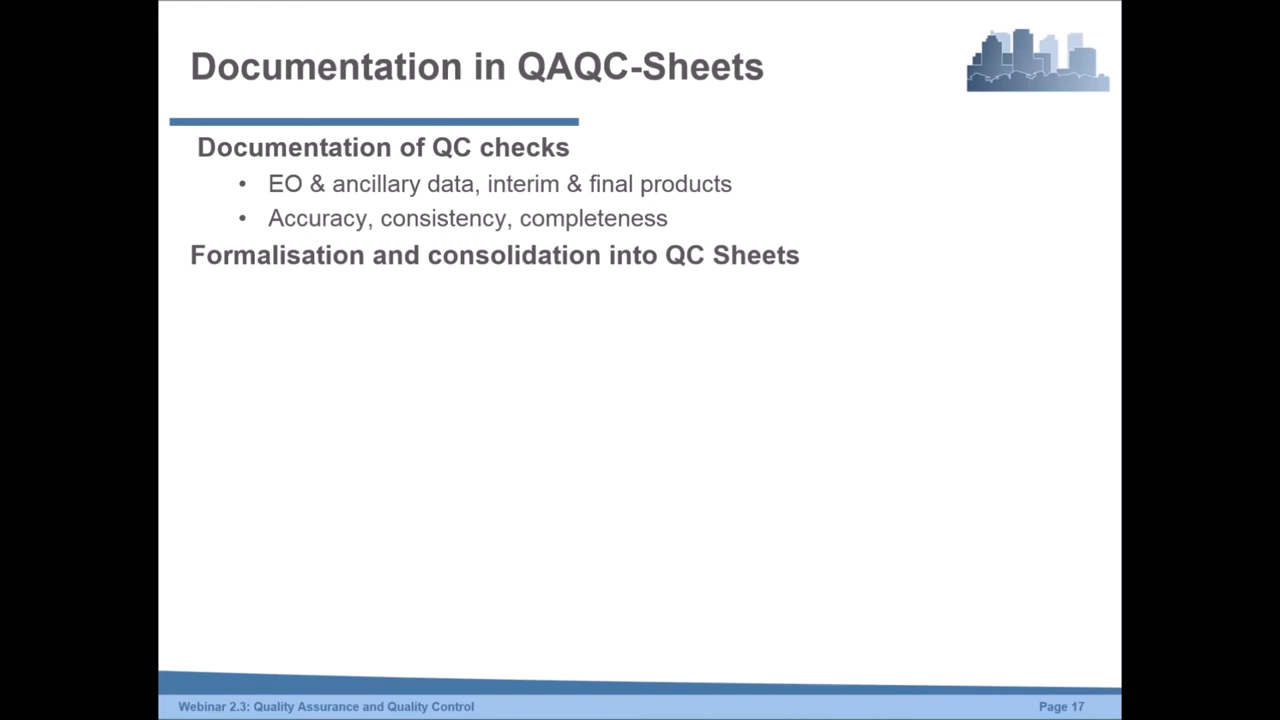 Documentation in QAQC-Sheets
Documentation of QC checks
• EO & ancillary data, interim & final products
• Accuracy, consistency, completeness
Formalisation and consolidation into QC Sheets
Webinar 2.3: Quality Assurance and Quality Control
Page 17